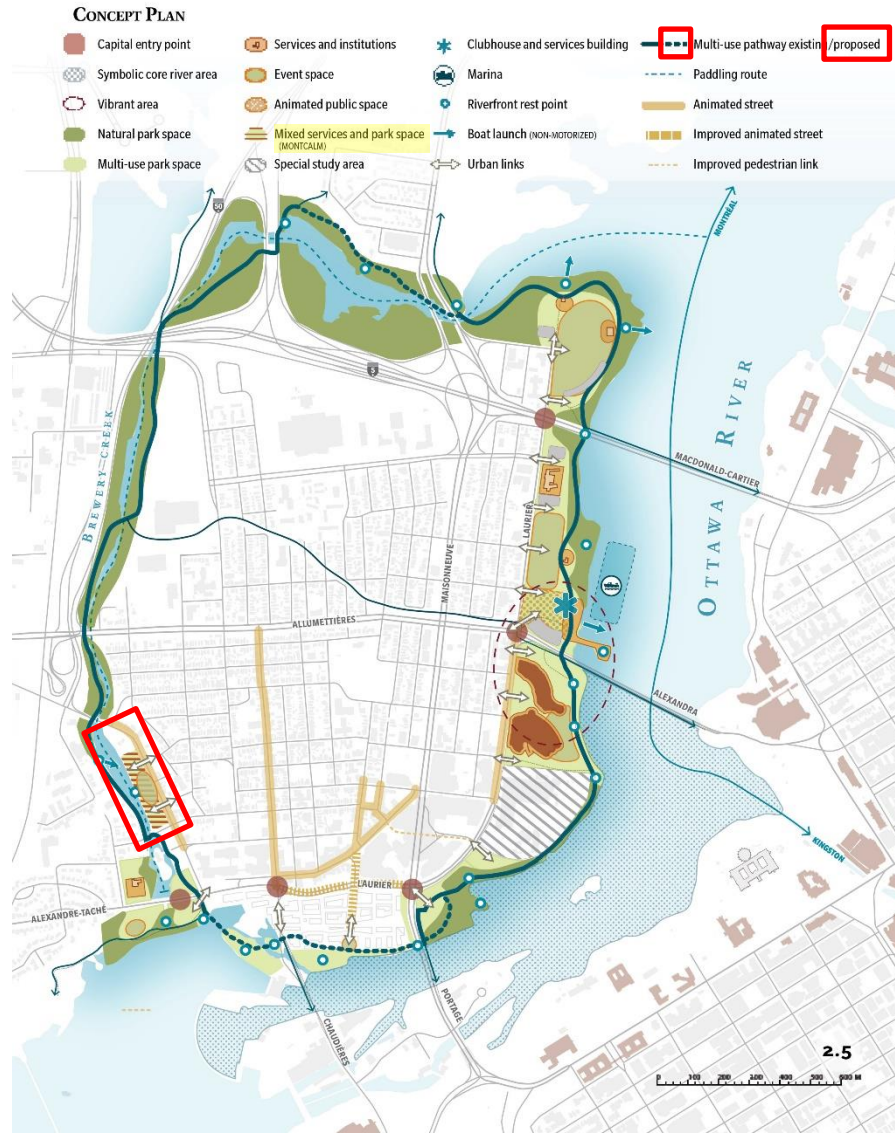 CONCEPT PLAN
Capital entry point
Symbolic core river area
Vibrant area
Natural park space
Multi-use park space
Services and institutions
Event space
Animated public space
Mixed services and park space
(MONTCALM)
Special study area
Clubhouse and services building
Marina
Riverfront rest point
Boat launch (NON-MOTORIZED)
Urban links
Multi-use pathway existing/proposed
Paddling route
Animated street
Improved animated street
Improved pedestrian link
50
MONTRÉAL
5
BREWERY CREEK
OTTAWA RIVER
MACDONALD-CARTIER
LAURIER
MAISONNEUVE
ALLUMETTIÈRES
ALEXANDRA
KINGSTON
LAURIER
ALEXANDRE-TACHÉ
PORTAGE
CHAUDIÈRES
2.5
0 100 200 300 400 500 600 M